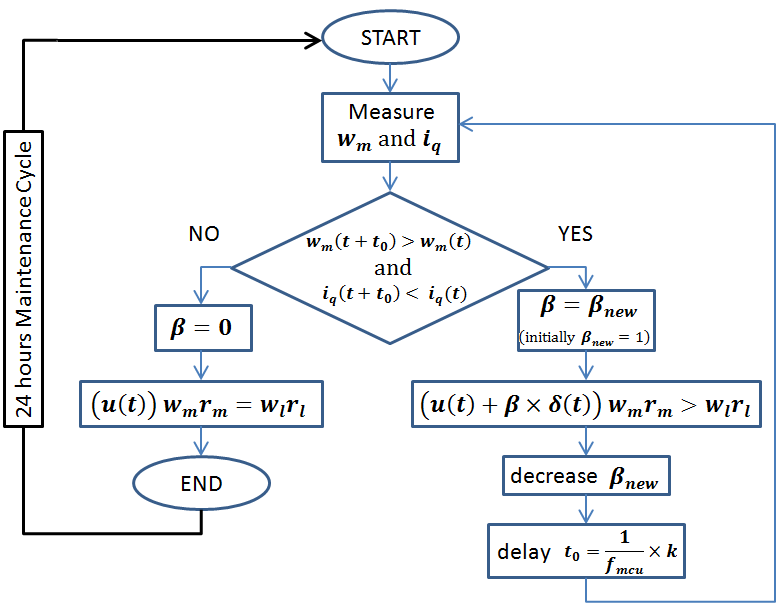 START
Measure
w_m and i_q
NO
YES
w_m(t + t_0) > w_m(t)
and
i_q(t + t_0) < i_q(t)
β = 0
β = β_new
(initially β_new = 1)
(u(t)) w_m r_m = w_l r_l
(u(t) + β × δ(t)) w_m r_m > w_l r_l
END
decrease β_new
delay t_0 = 1/f_mcu × k
24 hours Maintenance Cycle